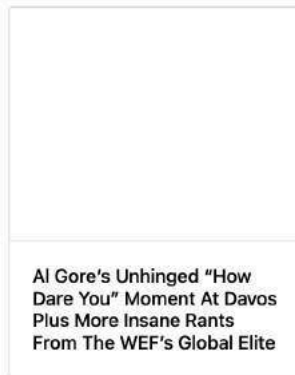 Al Gore's Unhinged “How
Dare You” Moment At Davos
Plus More Insane Rants
From The WEF's Global Elite